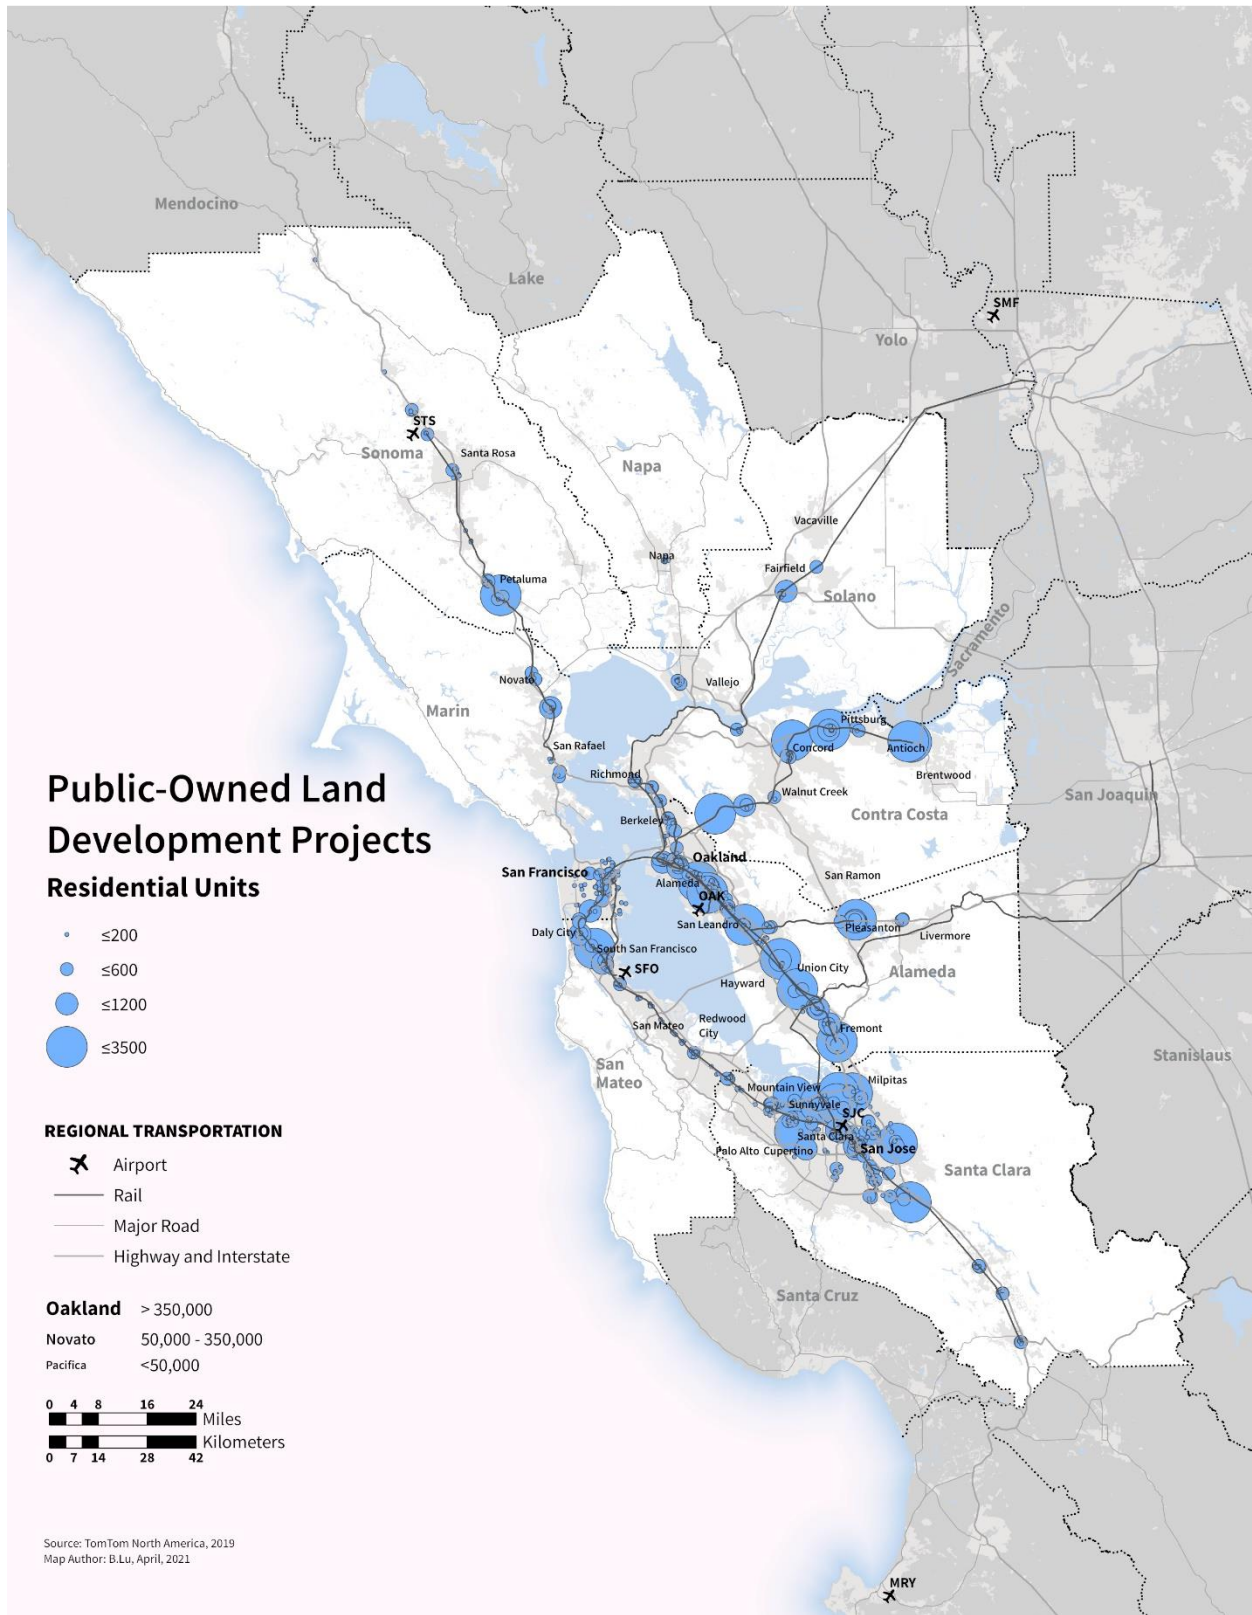 Mendocino
Lake
SMF
Yolo
STS
Sonoma
Santa Rosa
Napa
Vacaville
Napa
Fairfield
Petaluma
Solano
Sacramento
Novato
Vallejo
Marin
Pittsburg
San Rafael
Concord
Antioch
Richmond
Brentwood
Walnut Creek
San Joaquin
Berkeley
Contra Costa
Oakland
San Francisco
Alameda
San Ramon
OAK
San Leandro
Pleasanton
Daly City
Livermore
South San Francisco
SFO
Union City
Alameda
Hayward
San Mateo
Redwood
City
Fremont
Stanislaus
San
Mateo
Milpitas
Mountain View
Sunnyvale
SJC
Santa Clara
San Jose
Palo Alto
Cupertino
Santa Clara
Santa Cruz
MRY
Public-Owned Land
Development Projects
Residential Units
≤200
≤600
≤1200
≤3500
REGIONAL TRANSPORTATION
Airport
Rail
Major Road
Highway and Interstate
Oakland > 350,000
Novato 50,000 - 350,000
Pacifica <50,000
0 4 8 16 24
Miles
Kilometers
0 7 14 28 42
Source: TomTom North America, 2019
Map Author: B.Lu, April, 2021